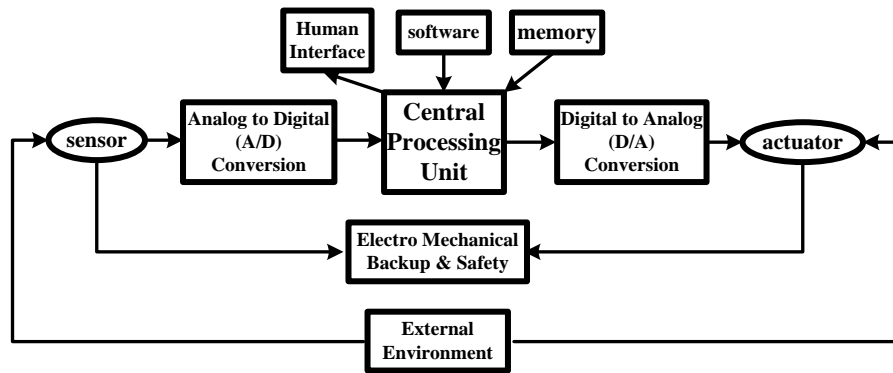 Human
Interface
software
memory
sensor
Analog to Digital
(A/D)
Conversion
Central
Processing
Unit
Digital to Analog
(D/A)
Conversion
actuator
Electro Mechanical
Backup & Safety
External
Environment